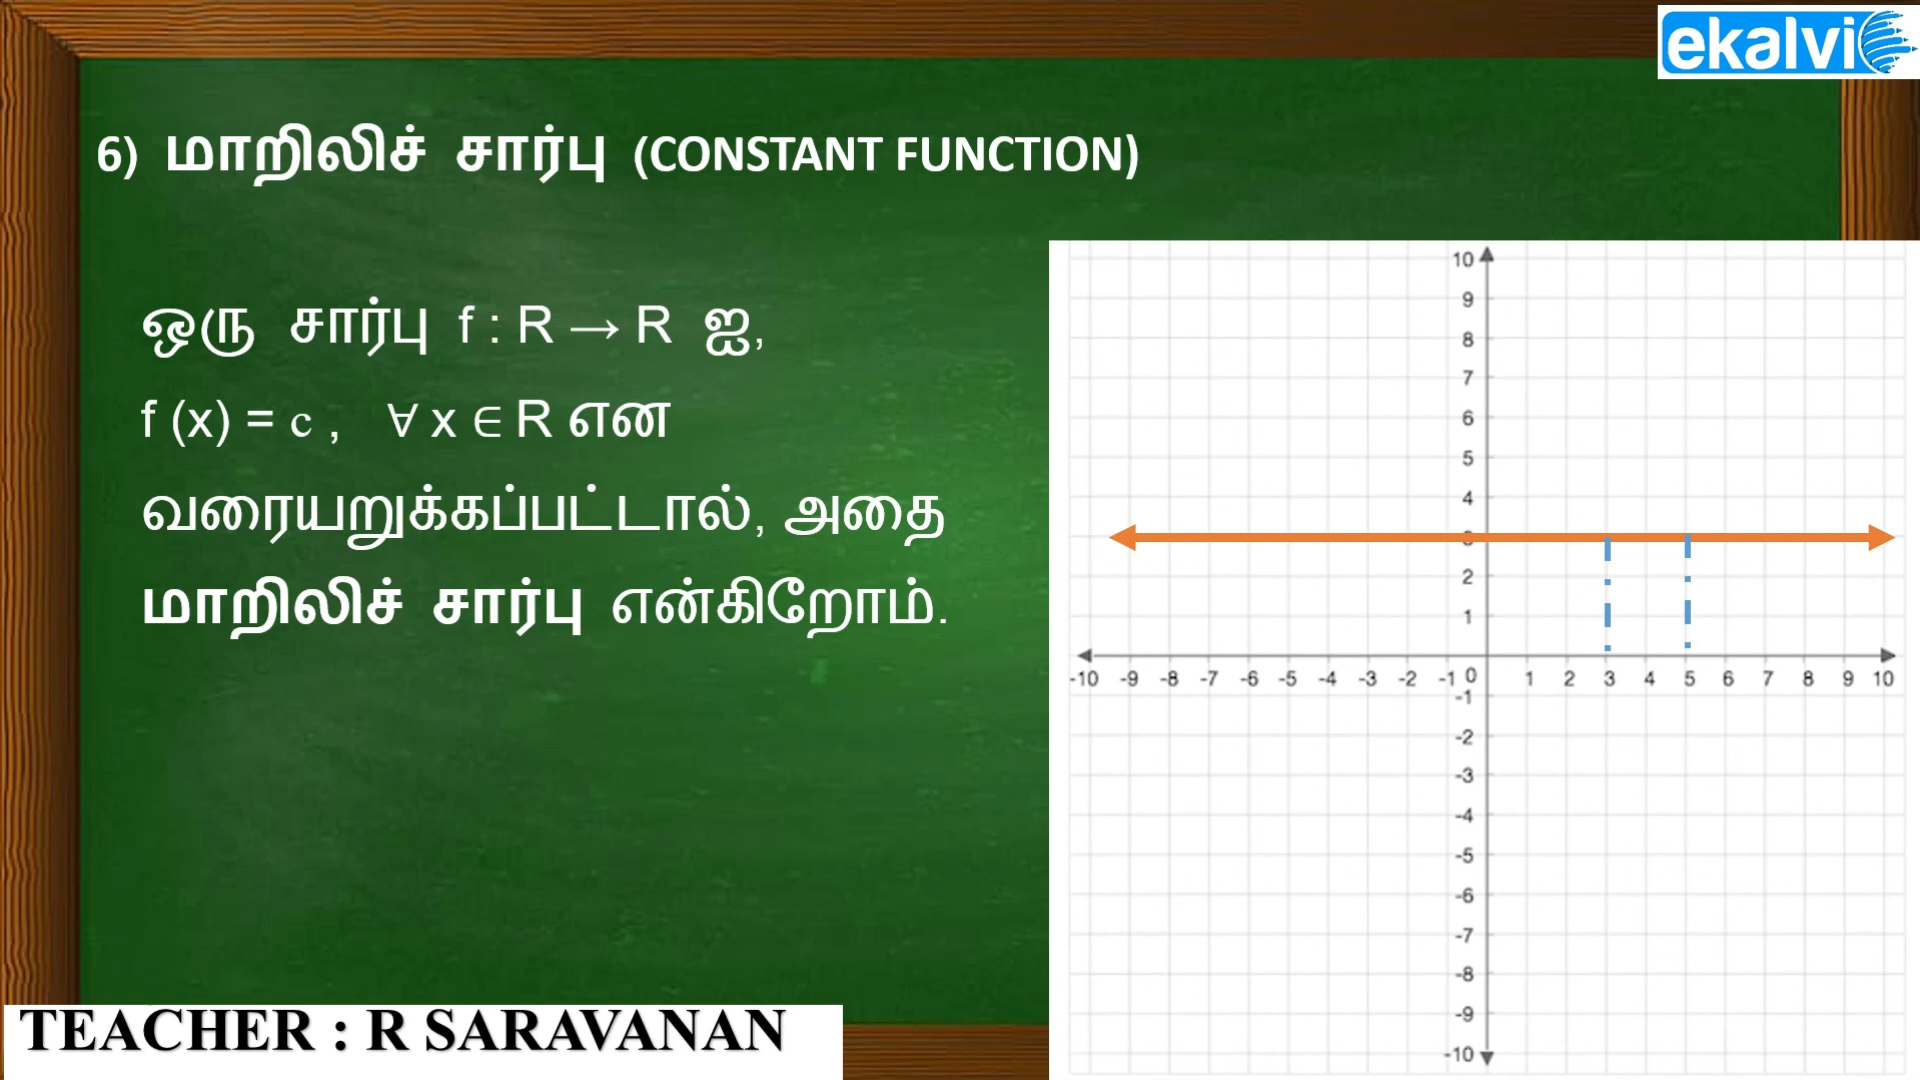 ekalvi
6) மாறிலிச் சார்பு (CONSTANT FUNCTION)
ஒரு சார்பு f : R → R ஐ,
f (x) = c , ∀ x ∈ R என
வரையறுக்கப்பட்டால், அதை
மாறிலிச் சார்பு என்கிறோம்.
10
9
8
7
6
5
4
3
2
1
-10 -9 -8 -7 -6 -5 -4 -3 -2 -1 0 1 2 3 4 5 6 7 8 9 10
-1
-2
-3
-4
-5
-6
-7
-8
-9
-10
TEACHER : R SARAVANAN